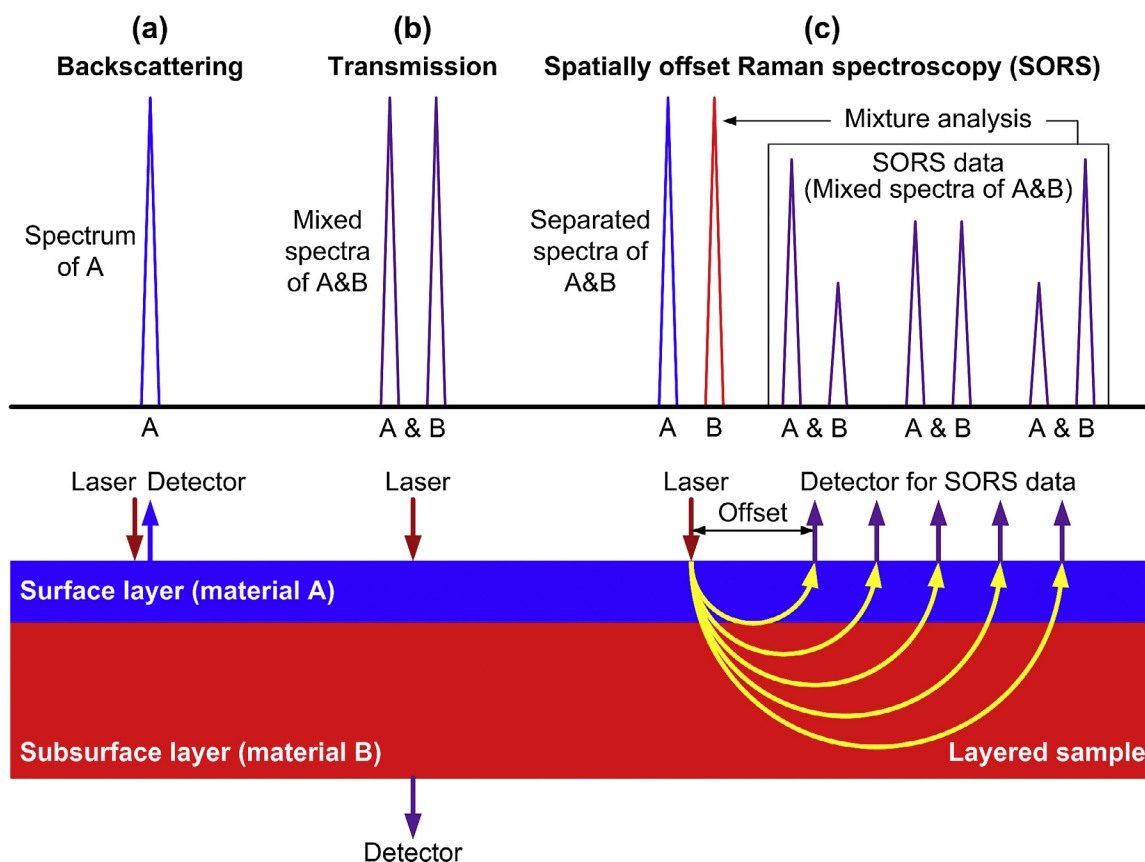 (a)
Backscattering
Spectrum
of A
A
(b)
Transmission
Mixed
spectra
of A&B
A & B
(c)
Spatially offset Raman spectroscopy (SORS)
Mixture analysis
SORS data
(Mixed spectra of A&B)
Separated
spectra of
A&B
A
B
A & B
A & B
A & B
Laser
Detector
Laser
Laser
Offset
Detector for SORS data
Surface layer (material A)
Subsurface layer (material B)
Layered sample
Detector